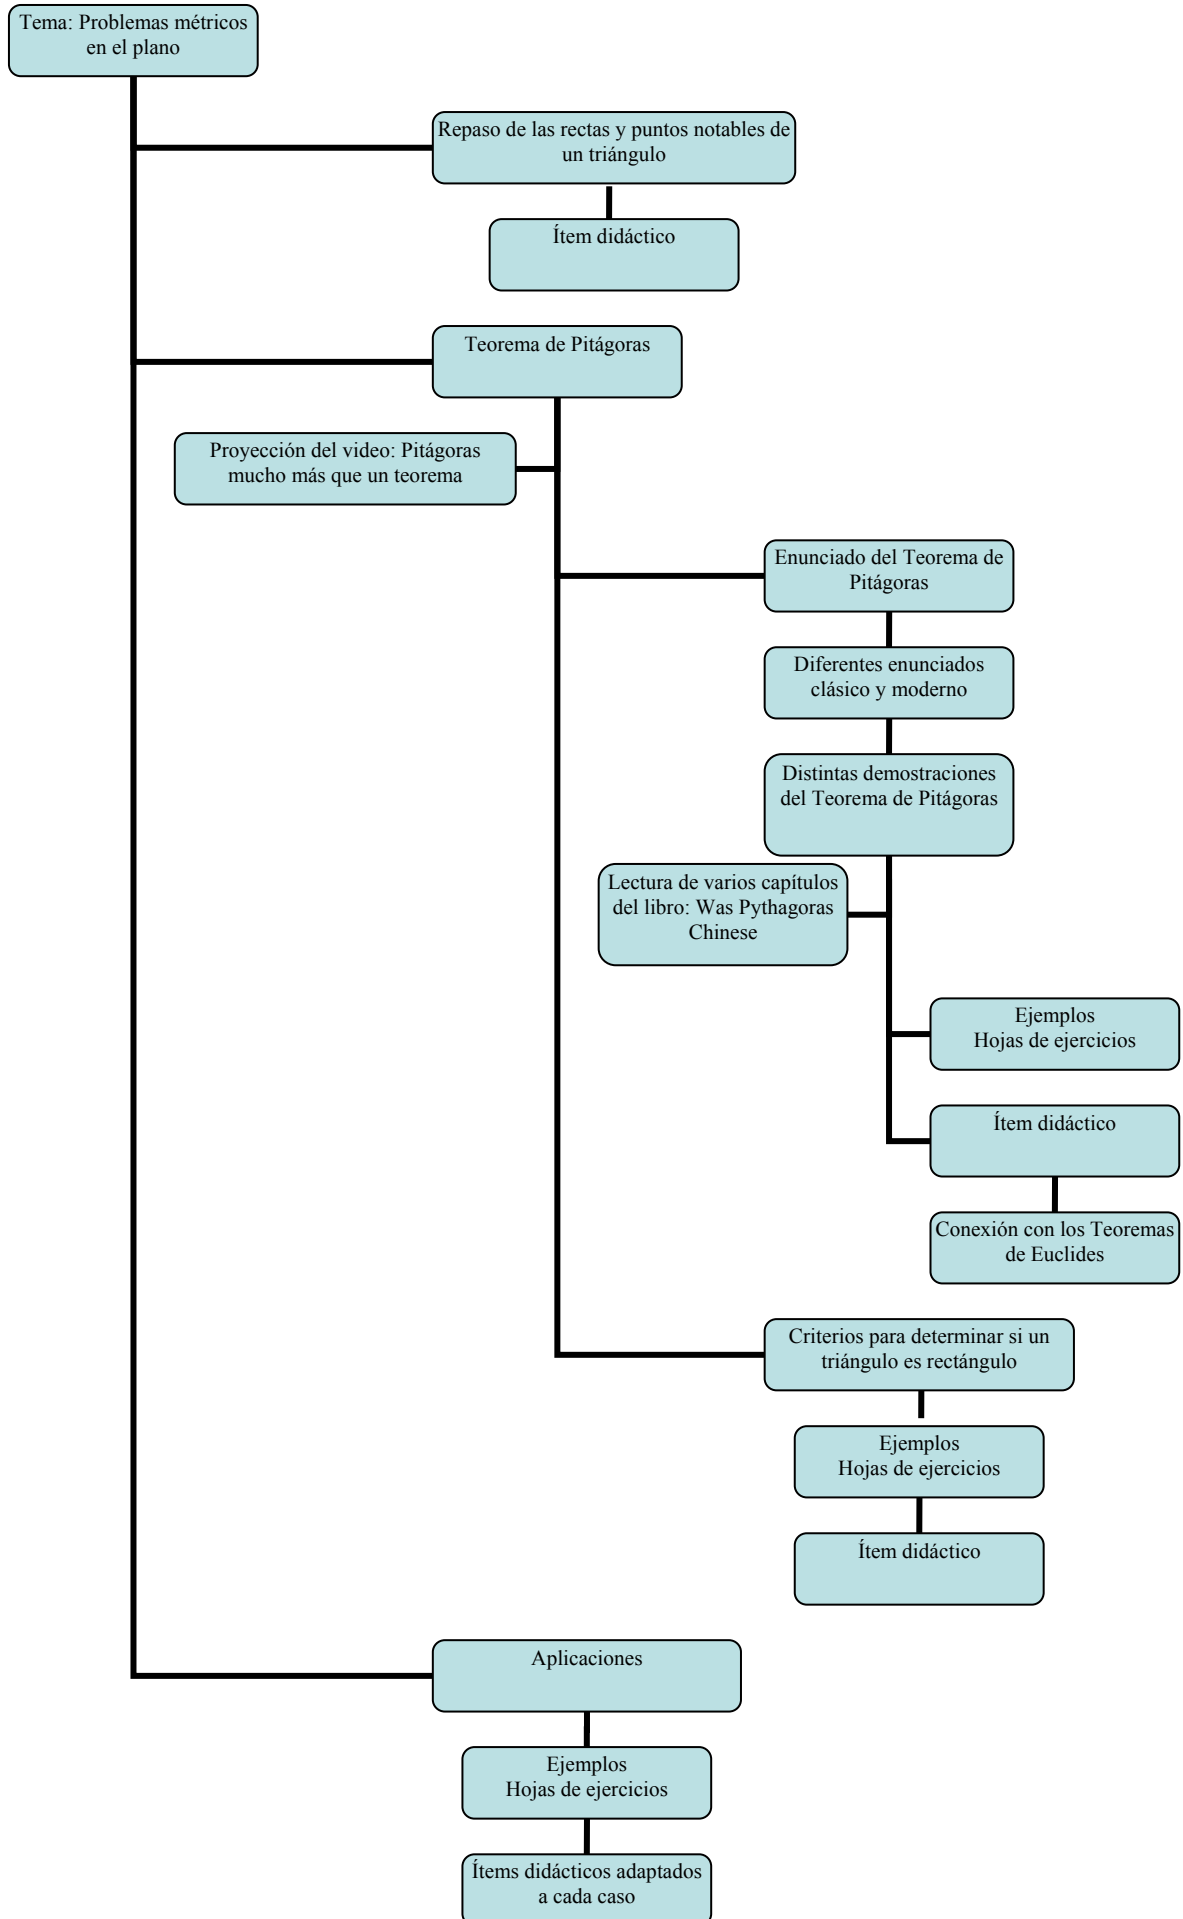 Tema: Problemas métricos
en el plano
Repaso de las rectas y puntos notables de
un triángulo
Ítem didáctico
Teorema de Pitágoras
Proyección del video: Pitágoras
mucho más que un teorema
Enunciado del Teorema de
Pitágoras
Diferentes enunciados
clásico y moderno
Distintas demostraciones
del Teorema de Pitágoras
Lectura de varios capítulos
del libro: Was Pythagoras
Chinese
Ejemplos
Hojas de ejercicios
Ítem didáctico
Conexión con los Teoremas
de Euclides
Criterios para determinar si un
triángulo es rectángulo
Ejemplos
Hojas de ejercicios
Ítem didáctico
Aplicaciones
Ejemplos
Hojas de ejercicios
Ítems didácticos adaptados
a cada caso